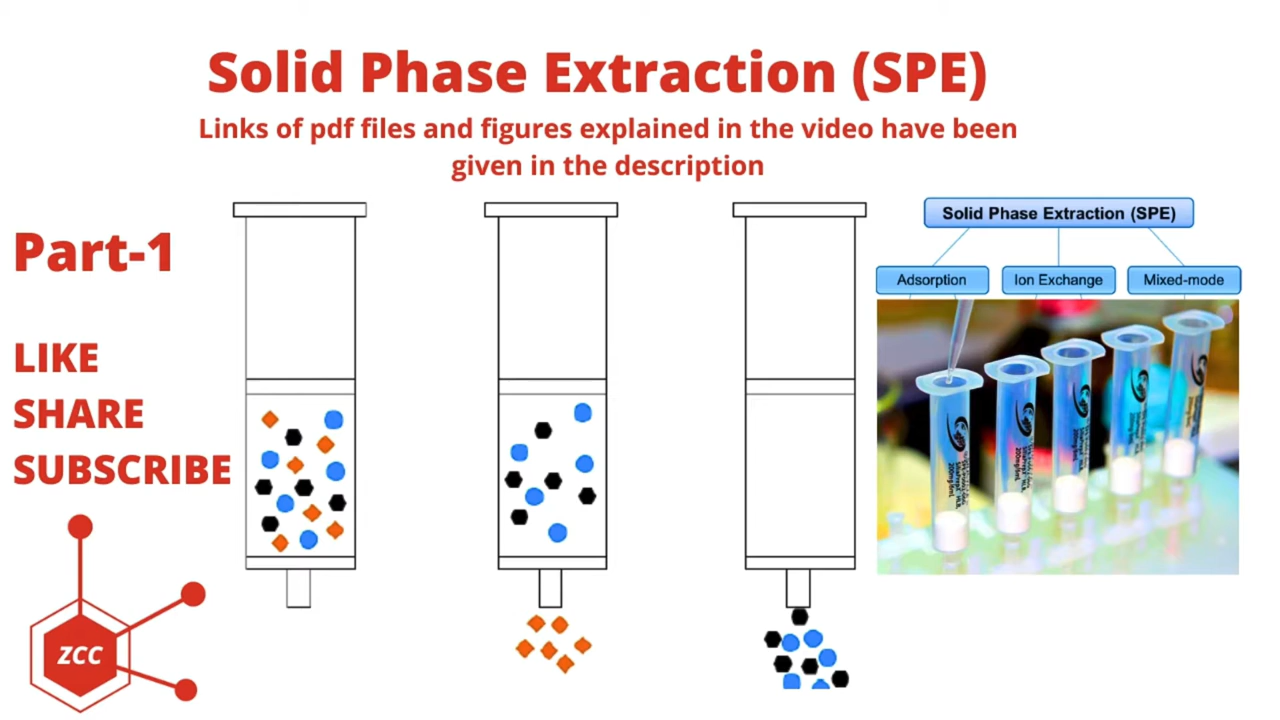 Solid Phase Extraction (SPE)
Links of pdf files and figures explained in the video have been
given in the description
Part-1
LIKE
SHARE
SUBSCRIBE
ZCC
Solid Phase Extraction (SPE)
Adsorption
Ion Exchange
Mixed-mode